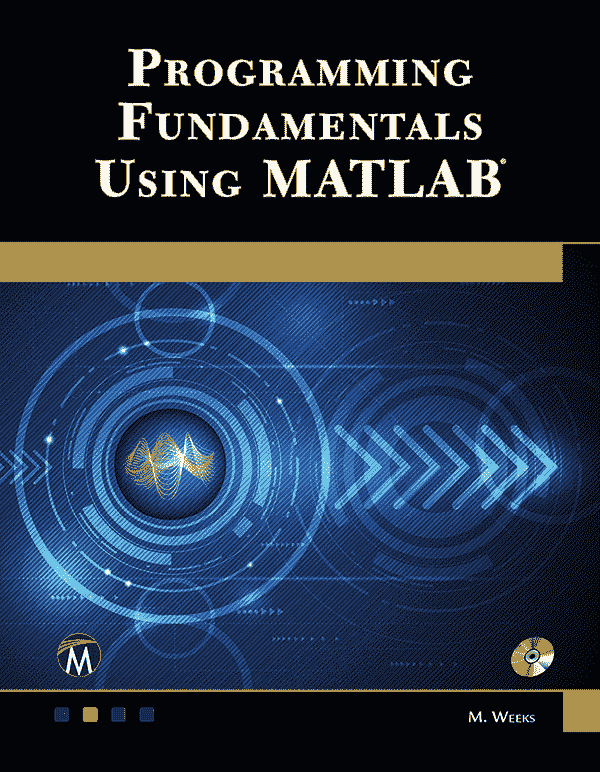 PROGRAMMING
FUNDAMENTALS
USING MATLAB®
M
M. WEEKS